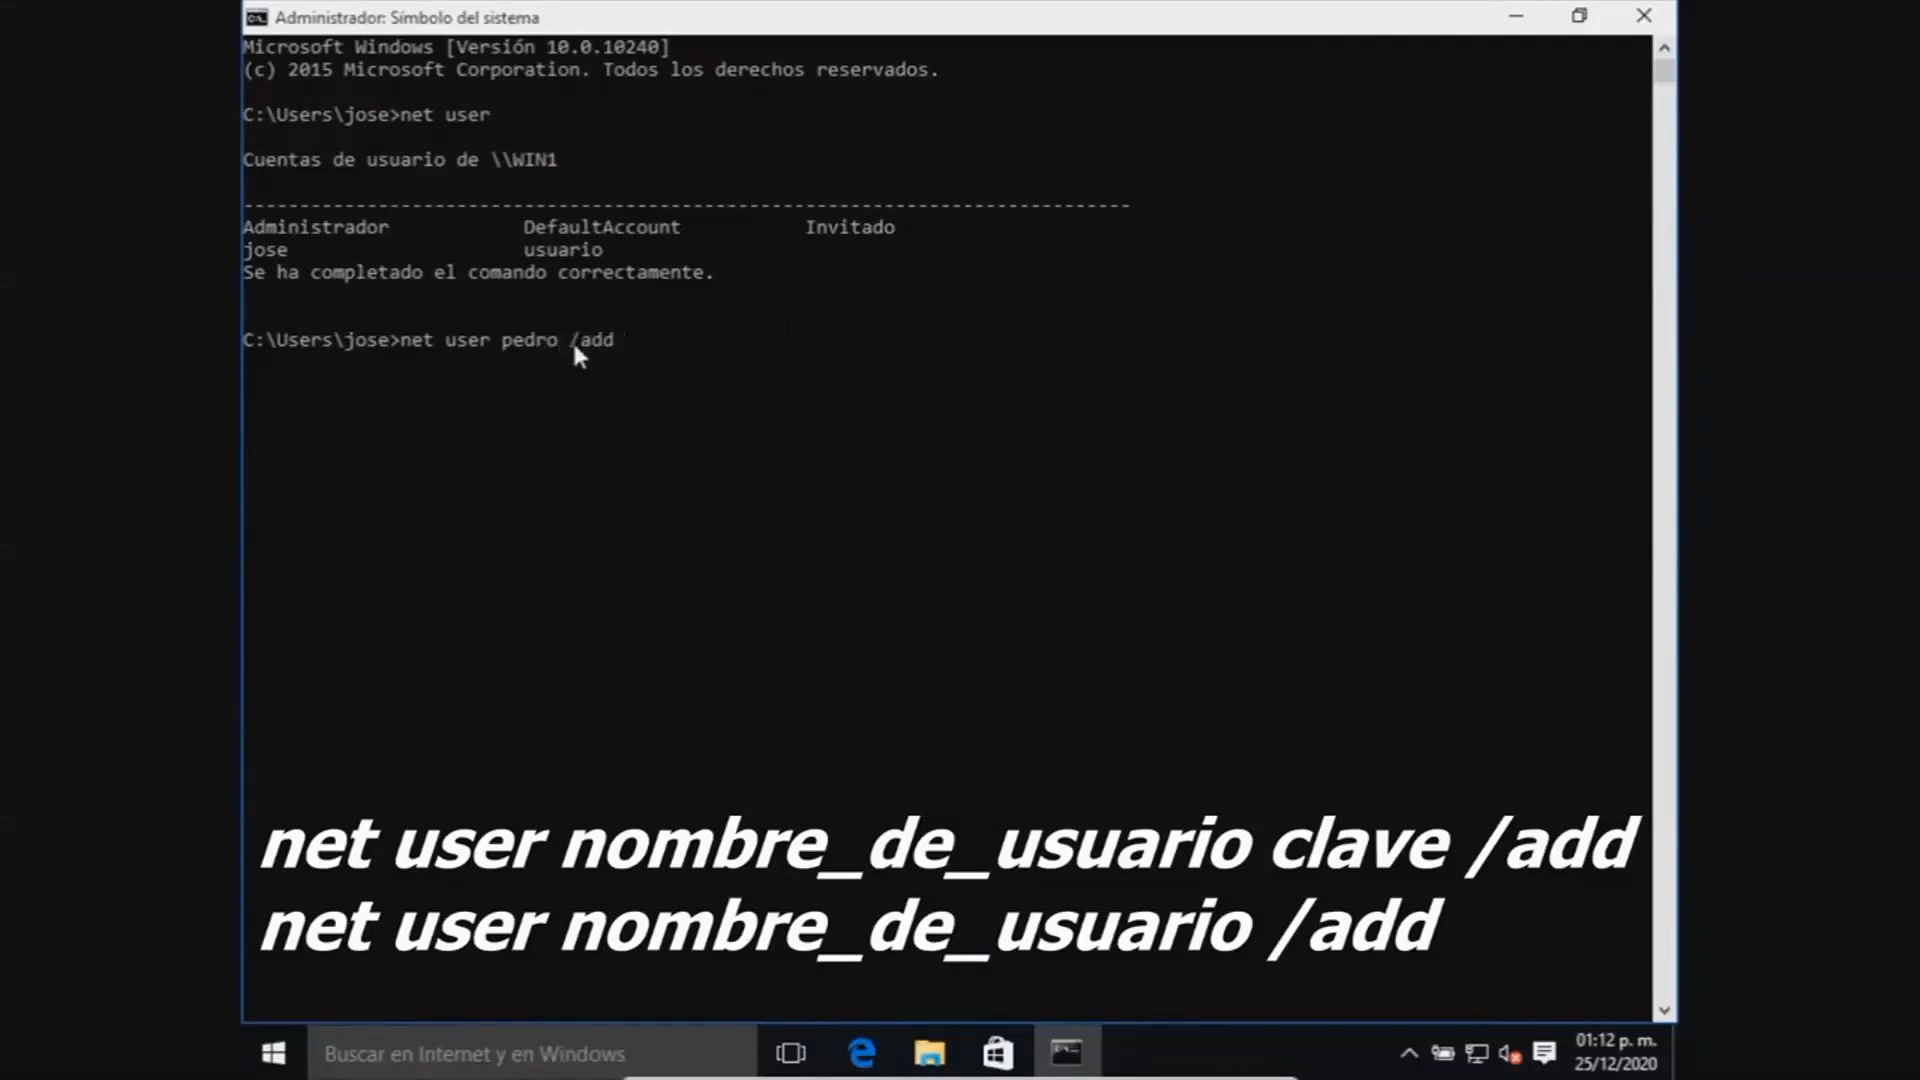 Administrador: Símbolo del sistema
Microsoft Windows [Versión 10.0.10240]
(c) 2015 Microsoft Corporation. Todos los derechos reservados.
C:\Users\jose>net user
Cuentas de usuario de \\WIN1
-------------------------------------------------------------------------------
Administrador DefaultAccount Invitado
jose usuario
Se ha completado el comando correctamente.
C:\Users\jose>net user pedro /add
net user nombre_de_usuario clave /add
net user nombre_de_usuario /add
Buscar en Internet y en Windows
01:12 p. m.
25/12/2020